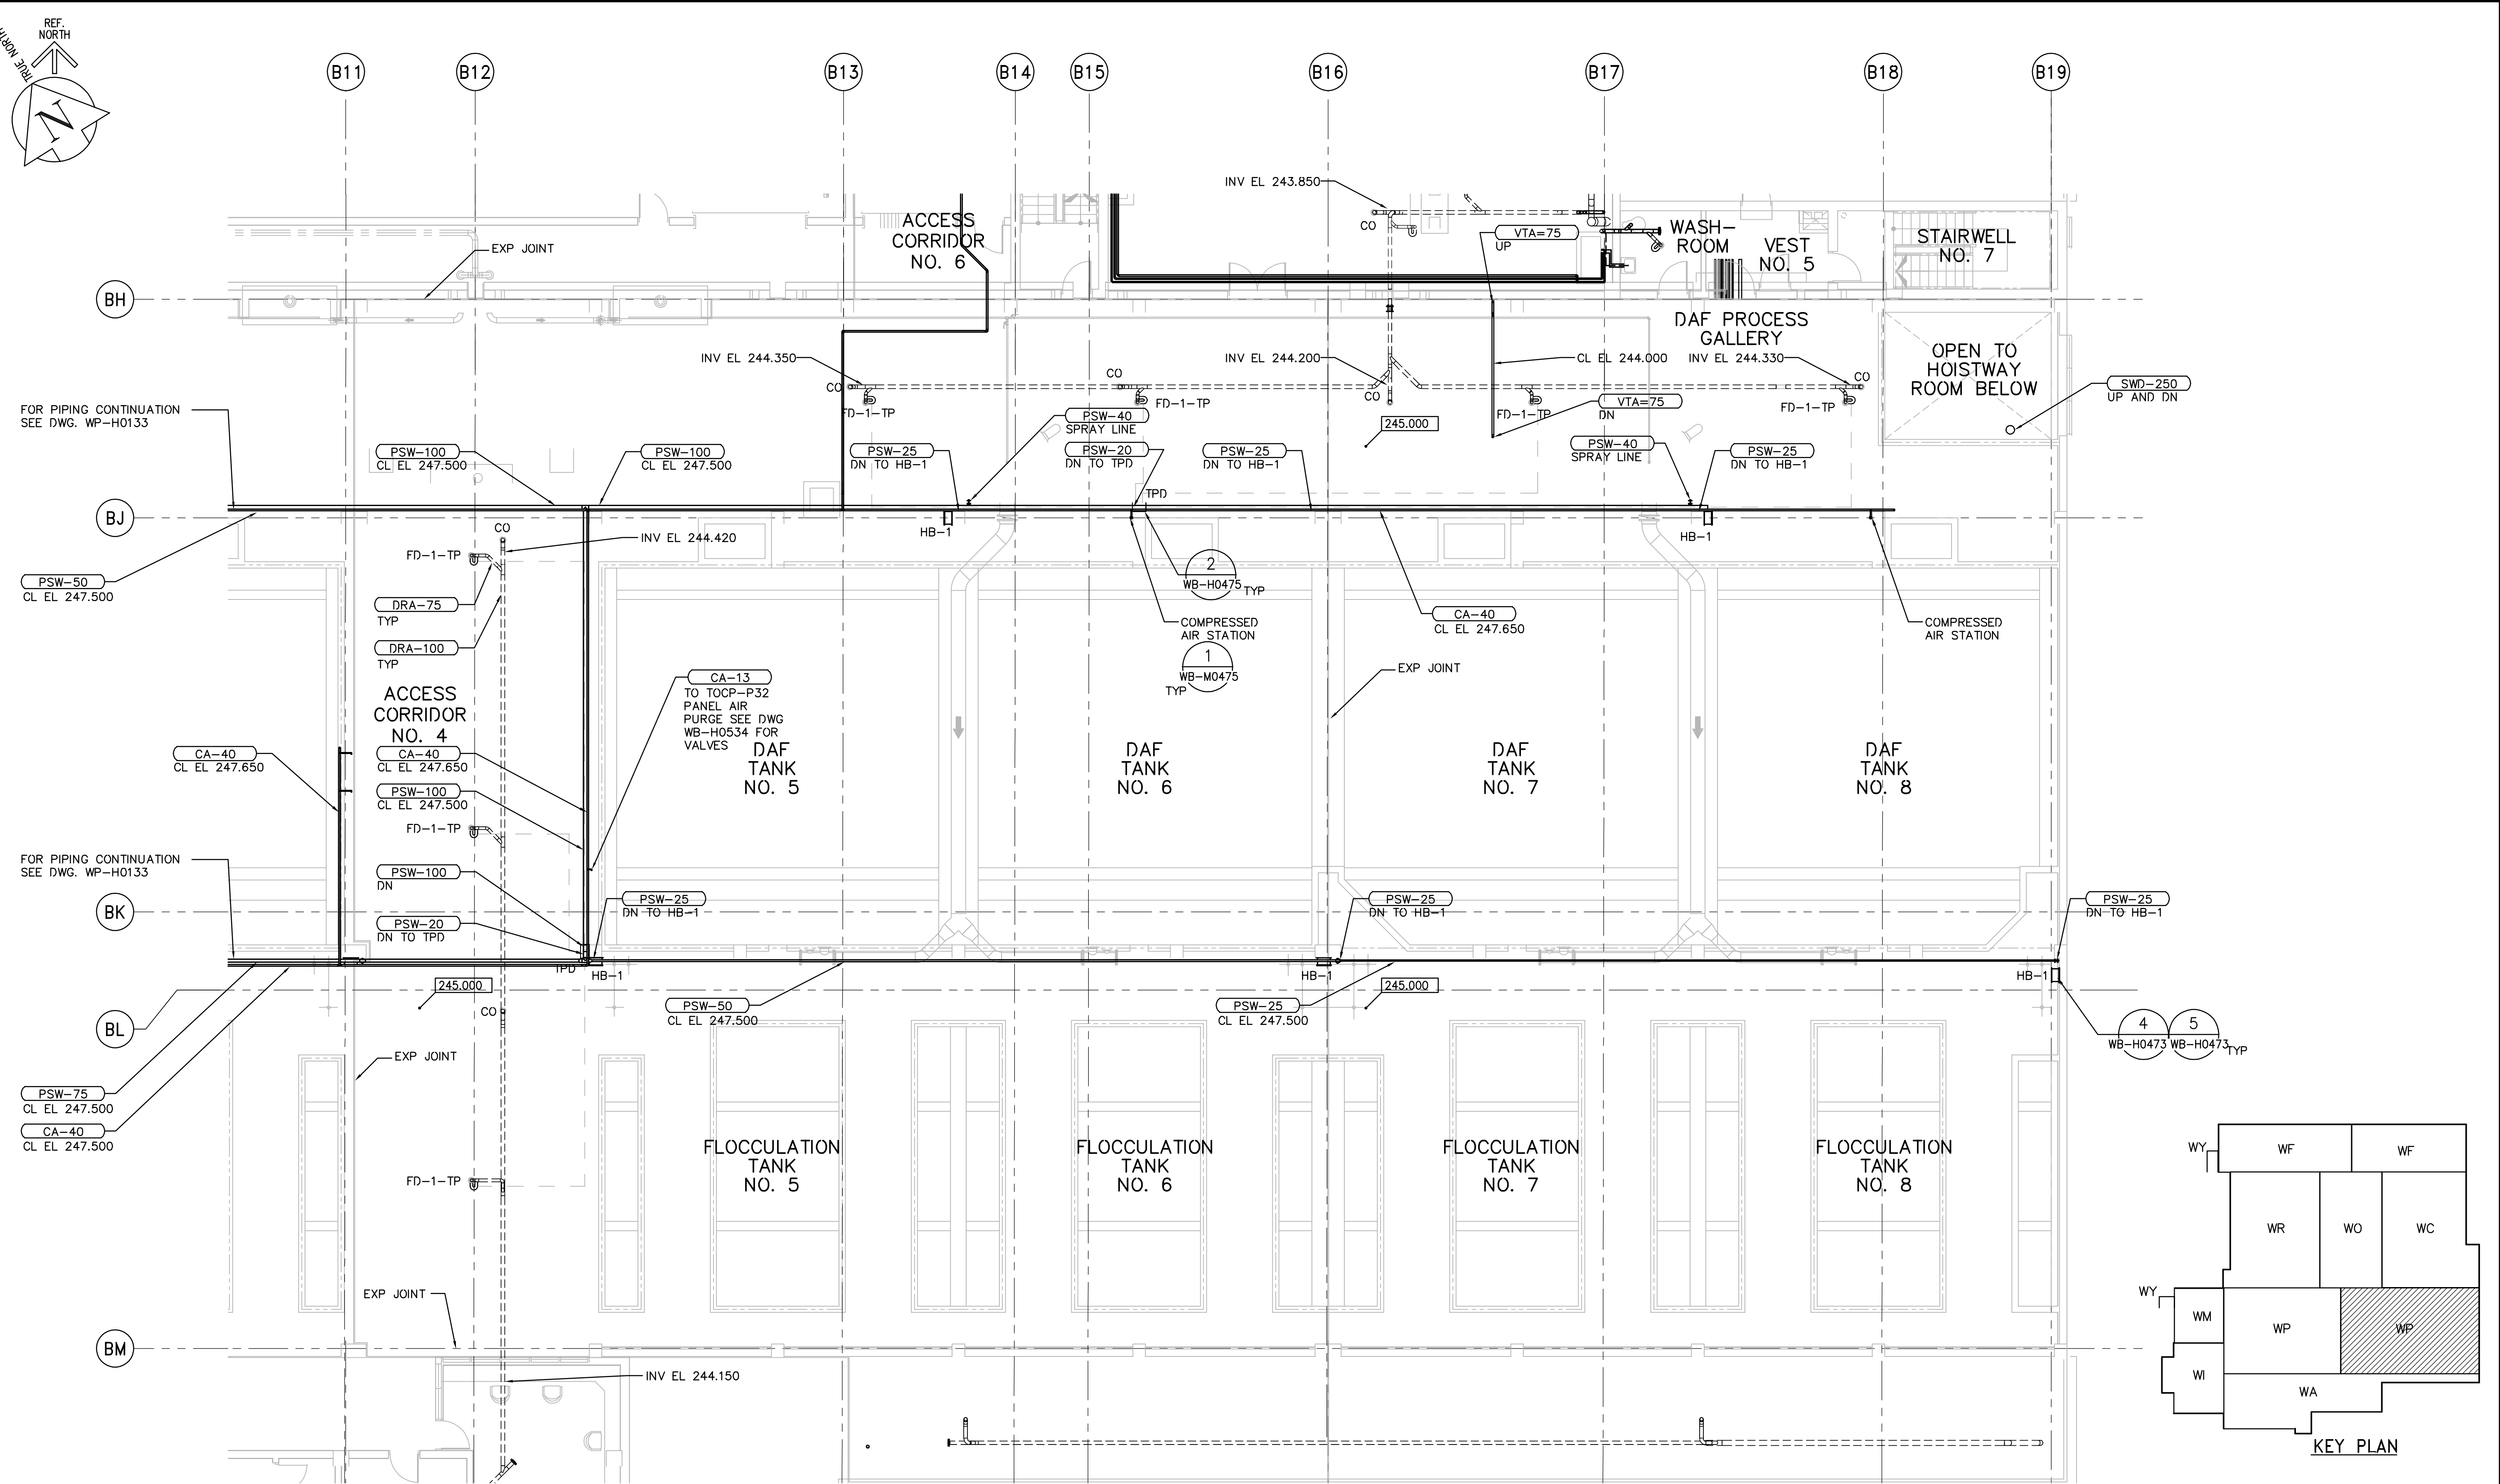 REF.
NORTH
TRUE NORTH
N
B11
B12
B13
B14
B15
B16
B17
B18
B19
INV EL 243.850
CO
ACCESS
CORRIDOR
NO. 6
VTA=75
UP
WASH-
ROOM
VEST
NO. 5
STAIRWELL
NO. 7
EXP JOINT
BH
DAF PROCESS
GALLERY
INV EL 244.350
INV EL 244.200
CL EL 244.000
INV EL 244.330
OPEN TO
HOISTWAY
ROOM BELOW
CO
CO
CO
CO
SWD-250
UP AND DN
FD-1-TP
FD-1-TP
FD-1-TP
FD-1-TP
VTA=75
DN
FOR PIPING CONTINUATION
SEE DWG. WP-H0133
PSW-40
SPRAY LINE
245.000
PSW-100
CL EL 247.500
PSW-100
CL EL 247.500
PSW-25
DN TO HB-1
PSW-20
DN TO TPD
PSW-25
DN TO HB-1
PSW-40
SPRAY LINE
PSW-25
DN TO HB-1
TPD
BJ
CO
HB-1
HB-1
INV EL 244.420
FD-1-TP
2
WB-H0475
TYP
PSW-50
CL EL 247.500
DRA-75
TYP
CA-40
CL EL 247.650
COMPRESSED
AIR STATION
COMPRESSED
AIR STATION
DRA-100
TYP
1
WB-M0475
TYP
EXP JOINT
CA-13
TO TOCP-P32
PANEL AIR
PURGE SEE DWG
WB-H0534 FOR
VALVES
ACCESS
CORRIDOR
NO. 4
CA-40
CL EL 247.650
CA-40
CL EL 247.650
DAF
TANK
NO. 5
DAF
TANK
NO. 6
DAF
TANK
NO. 7
DAF
TANK
NO. 8
PSW-100
CL EL 247.500
FD-1-TP
FOR PIPING CONTINUATION
SEE DWG. WP-H0133
PSW-100
DN
PSW-25
DN TO HB-1
PSW-25
DN TO HB-1
PSW-25
DN TO HB-1
BK
PSW-20
DN TO TPD
TPD
HB-1
HB-1
HB-1
245.000
245.000
CO
PSW-50
CL EL 247.500
PSW-25
CL EL 247.500
BL
4
WB-H0473
5
WB-H0473
TYP
EXP JOINT
PSW-75
CL EL 247.500
CA-40
CL EL 247.500
FLOCCULATION
TANK
NO. 5
FLOCCULATION
TANK
NO. 6
FLOCCULATION
TANK
NO. 7
FLOCCULATION
TANK
NO. 8
FD-1-TP
EXP JOINT
BM
INV EL 244.150
WY
WF
WF
WR
WO
WC
WY
WM
WP
WP
WI
WA
KEY PLAN